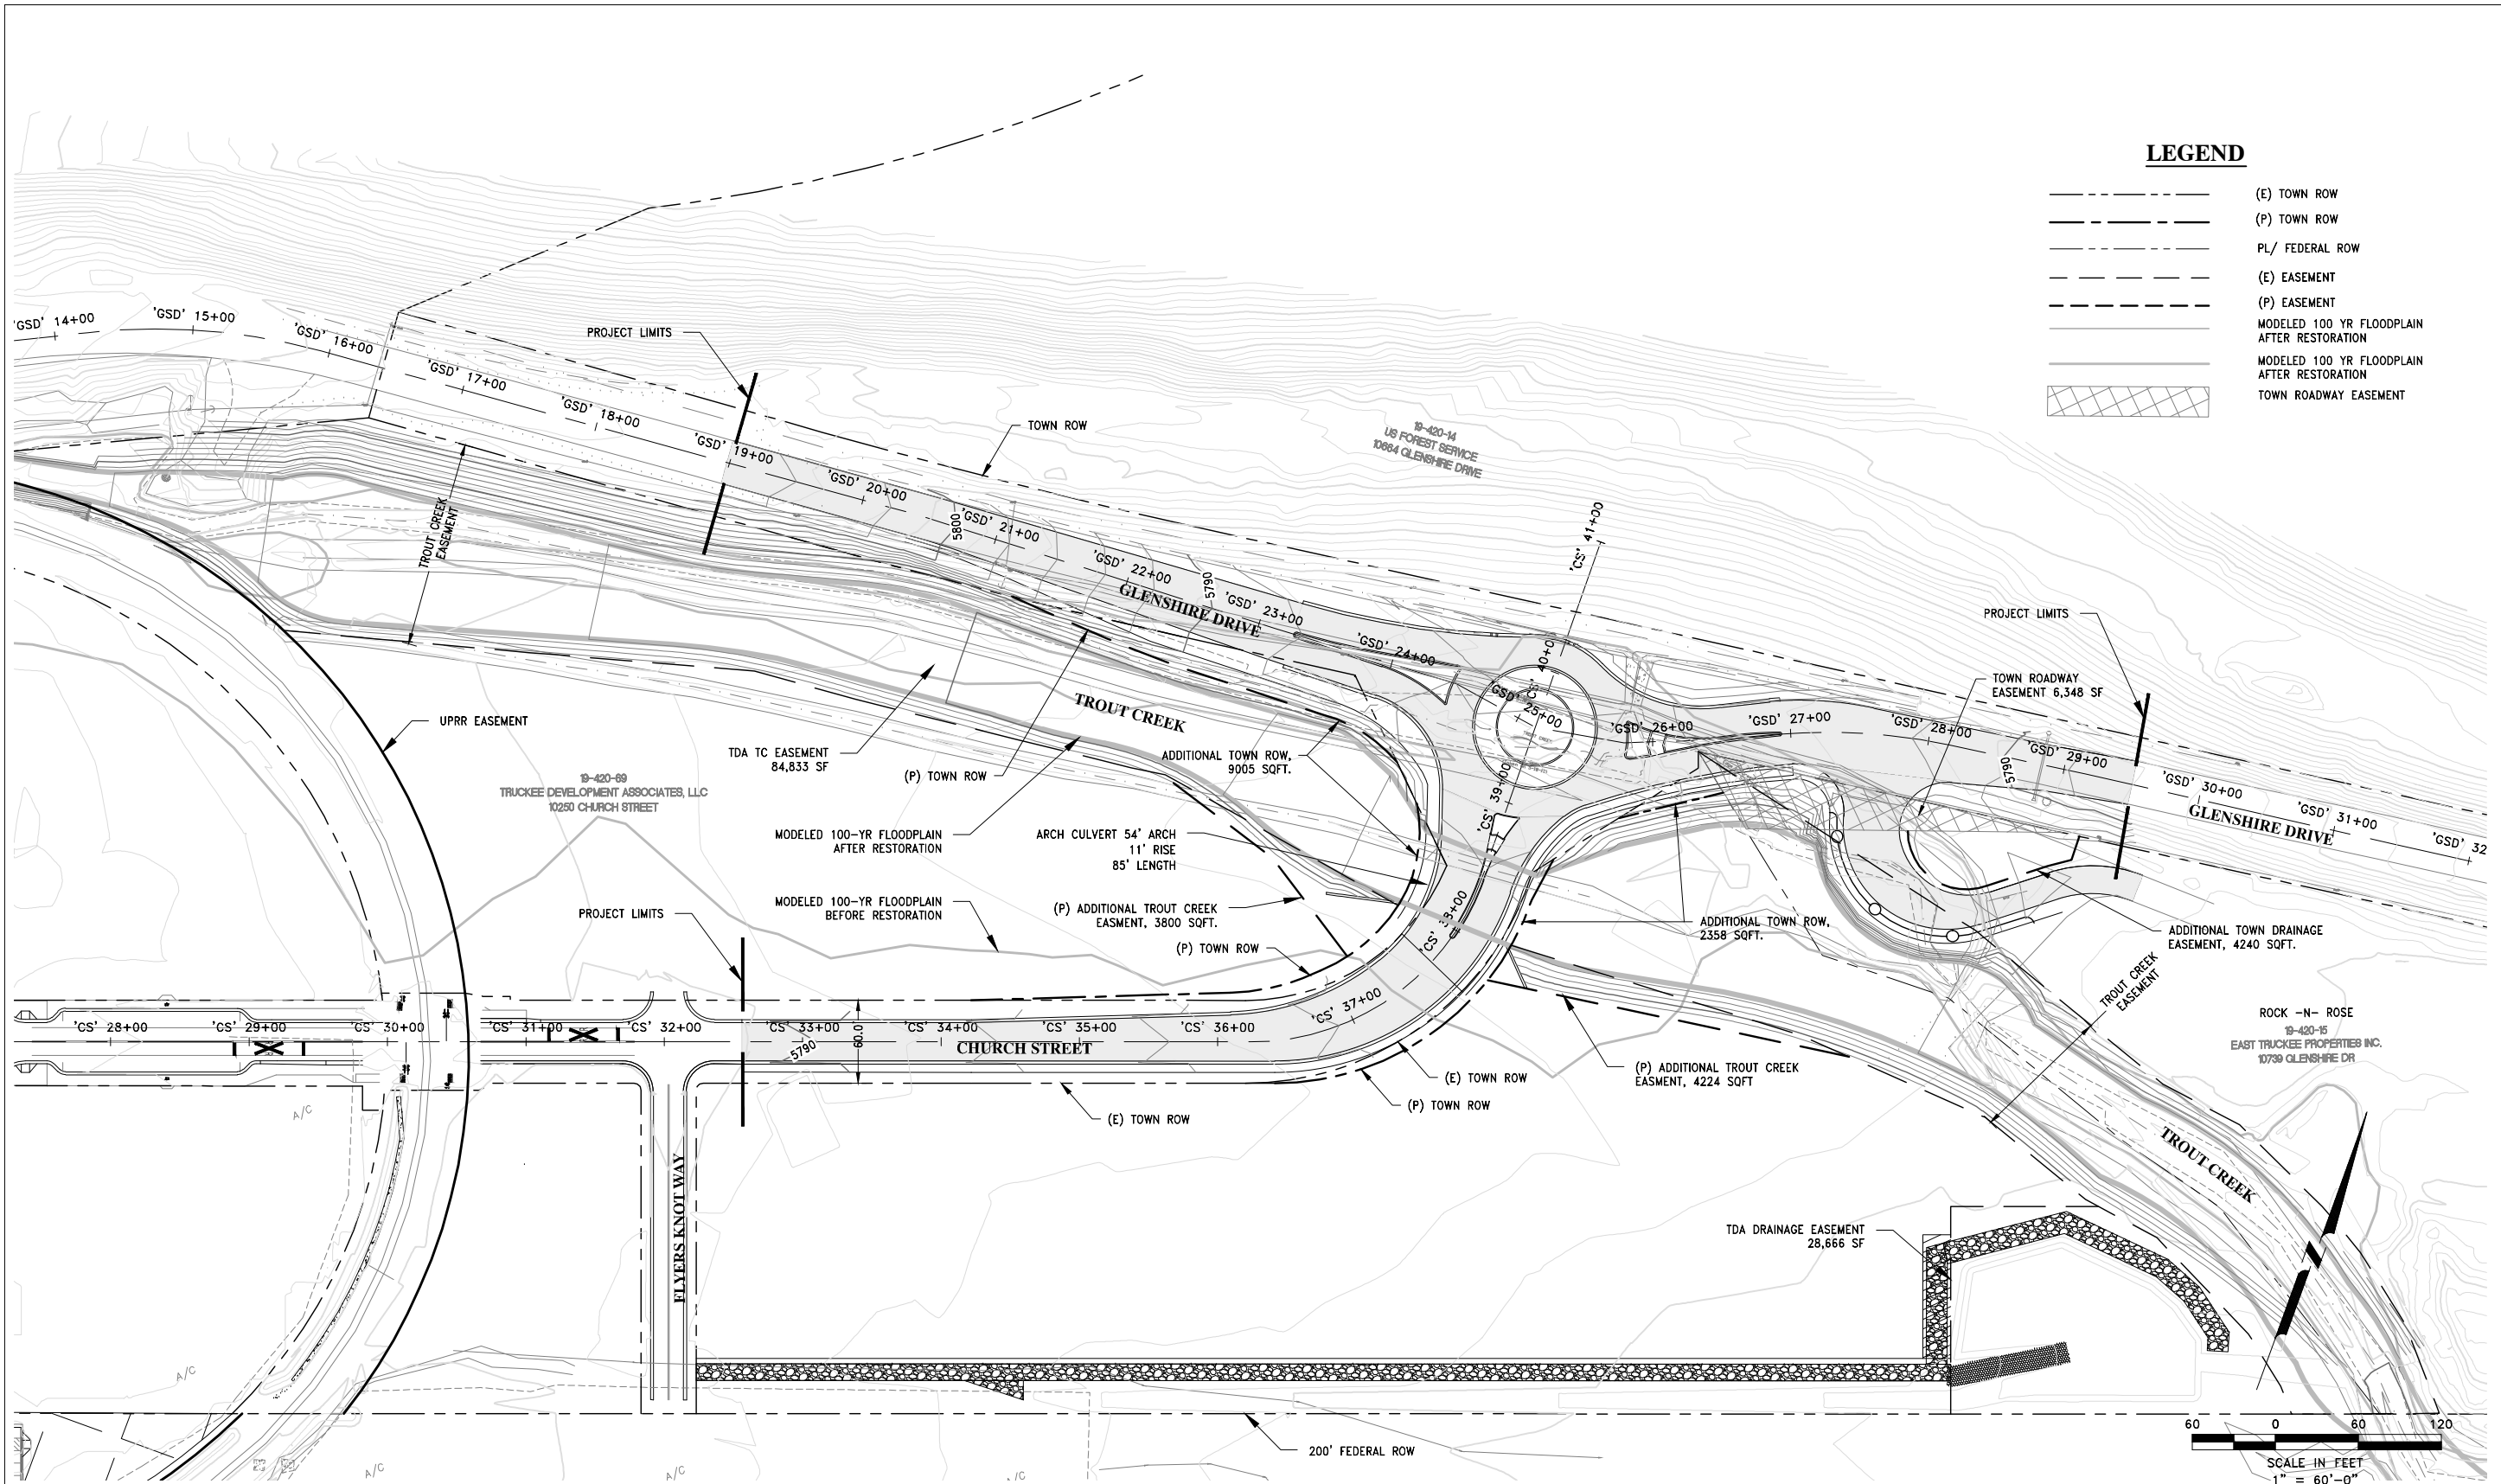 LEGEND
(E) TOWN ROW
(P) TOWN ROW
PL/ FEDERAL ROW
(E) EASEMENT
(P) EASEMENT
MODELED 100 YR FLOODPLAIN
AFTER RESTORATION
MODELED 100 YR FLOODPLAIN
AFTER RESTORATION
TOWN ROADWAY EASEMENT
'GSD' 14+00
'GSD' 15+00
'GSD' 16+00
'GSD' 17+00
'GSD' 18+00
'GSD' 19+00
'GSD' 20+00
'GSD' 21+00
'GSD' 22+00
'GSD' 23+00
'GSD' 24+00
'GSD' 25+00
'GSD' 26+00
'GSD' 27+00
'GSD' 28+00
'GSD' 29+00
'GSD' 30+00
'GSD' 31+00
'GSD' 32
PROJECT LIMITS
TOWN ROW
19-420-14
US FOREST SERVICE
10664 GLENSHIRE DRIVE
5800
5790
GLENSHIRE DRIVE
'CS' 41+00
'CS' 40+0
'CS' 39+00
'CS' 38+00
PROJECT LIMITS
TOWN ROADWAY
EASEMENT 6,348 SF
5790
GLENSHIRE DRIVE
TROUT CREEK
EASEMENT
UPRR EASEMENT
TROUT CREEK
TDA TC EASEMENT
84,833 SF
(P) TOWN ROW
ADDITIONAL TOWN ROW,
9005 SQFT.
19-420-69
TRUCKEE DEVELOPMENT ASSOCIATES, LLC
10250 CHURCH STREET
MODELED 100-YR FLOODPLAIN
AFTER RESTORATION
ARCH CULVERT 54' ARCH
11' RISE
85' LENGTH
MODELED 100-YR FLOODPLAIN
BEFORE RESTORATION
(P) ADDITIONAL TROUT CREEK
EASMENT, 3800 SQFT.
PROJECT LIMITS
(P) TOWN ROW
ADDITIONAL TOWN ROW,
2358 SQFT.
ADDITIONAL TOWN DRAINAGE
EASEMENT, 4240 SQFT.
TROUT CREEK
EASEMENT
'CS' 28+00
'CS' 29+00
'CS' 30+00
'CS' 31+00
'CS' 32+00
'CS' 33+00
'CS' 34+00
'CS' 35+00
'CS' 36+00
'CS' 37+00
5790
60.0
CHURCH STREET
ROCK -N- ROSE
19-420-15
EAST TRUCKEE PROPERTIES INC.
10739 GLENSHIRE DR
(E) TOWN ROW
(P) TOWN ROW
(E) TOWN ROW
(P) ADDITIONAL TROUT CREEK
EASMENT, 4224 SQFT
TROUT CREEK
FLYERS KNOT WAY
A/C
A/C
A/C
A/C
A/C
TDA DRAINAGE EASEMENT
28,666 SF
200' FEDERAL ROW
60 0 60 120
SCALE IN FEET
1" = 60'-0"